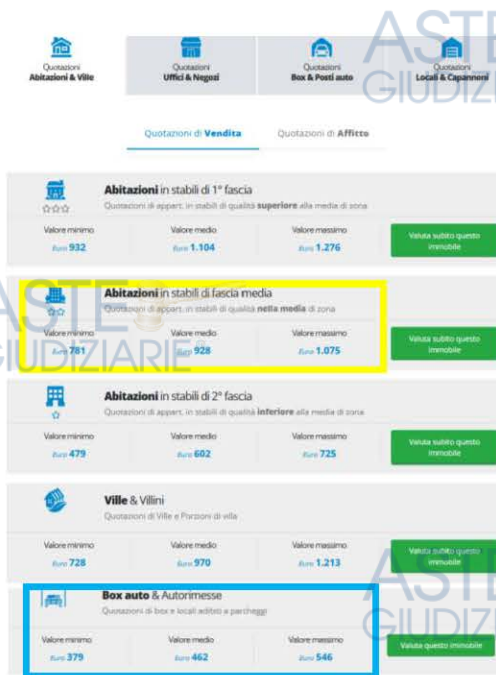 Quotazioni
Abitazioni & Ville
Quotazioni
Uffici & Negozi
Quotazioni
Box & Posti auto
Quotazioni
Locali & Capannoni
Quotazioni di Vendita
Quotazioni di Affitto
Abitazioni in stabili di 1° fascia
Quotazioni di appart. in stabili di qualità superiore alla media di zona
Valore minimo
Euro 932
Valore medio
Euro 1.104
Valore massimo
Euro 1.276
Valuta subito questo
immobile
Abitazioni in stabili di fascia media
Quotazioni di appart. in stabili di qualità nella media di zona
Valore minimo
Euro 781
Valore medio
Euro 928
Valore massimo
Euro 1.075
Valuta subito questo
immobile
Abitazioni in stabili di 2° fascia
Quotazioni di appart. in stabili di qualità inferiore alla media di zona
Valore minimo
Euro 479
Valore medio
Euro 602
Valore massimo
Euro 725
Valuta subito questo
immobile
Ville & Villini
Quotazioni di Ville e Porzioni di villa
Valore minimo
Euro 728
Valore medio
Euro 970
Valore massimo
Euro 1.213
Valuta subito questo
immobile
Box auto & Autorimesse
Quotazioni di box e locali adibiti a parcheggi
Valore minimo
Euro 379
Valore medio
Euro 462
Valore massimo
Euro 546
Valuta questo immobile
ASTE
GIUDIZIARIE®